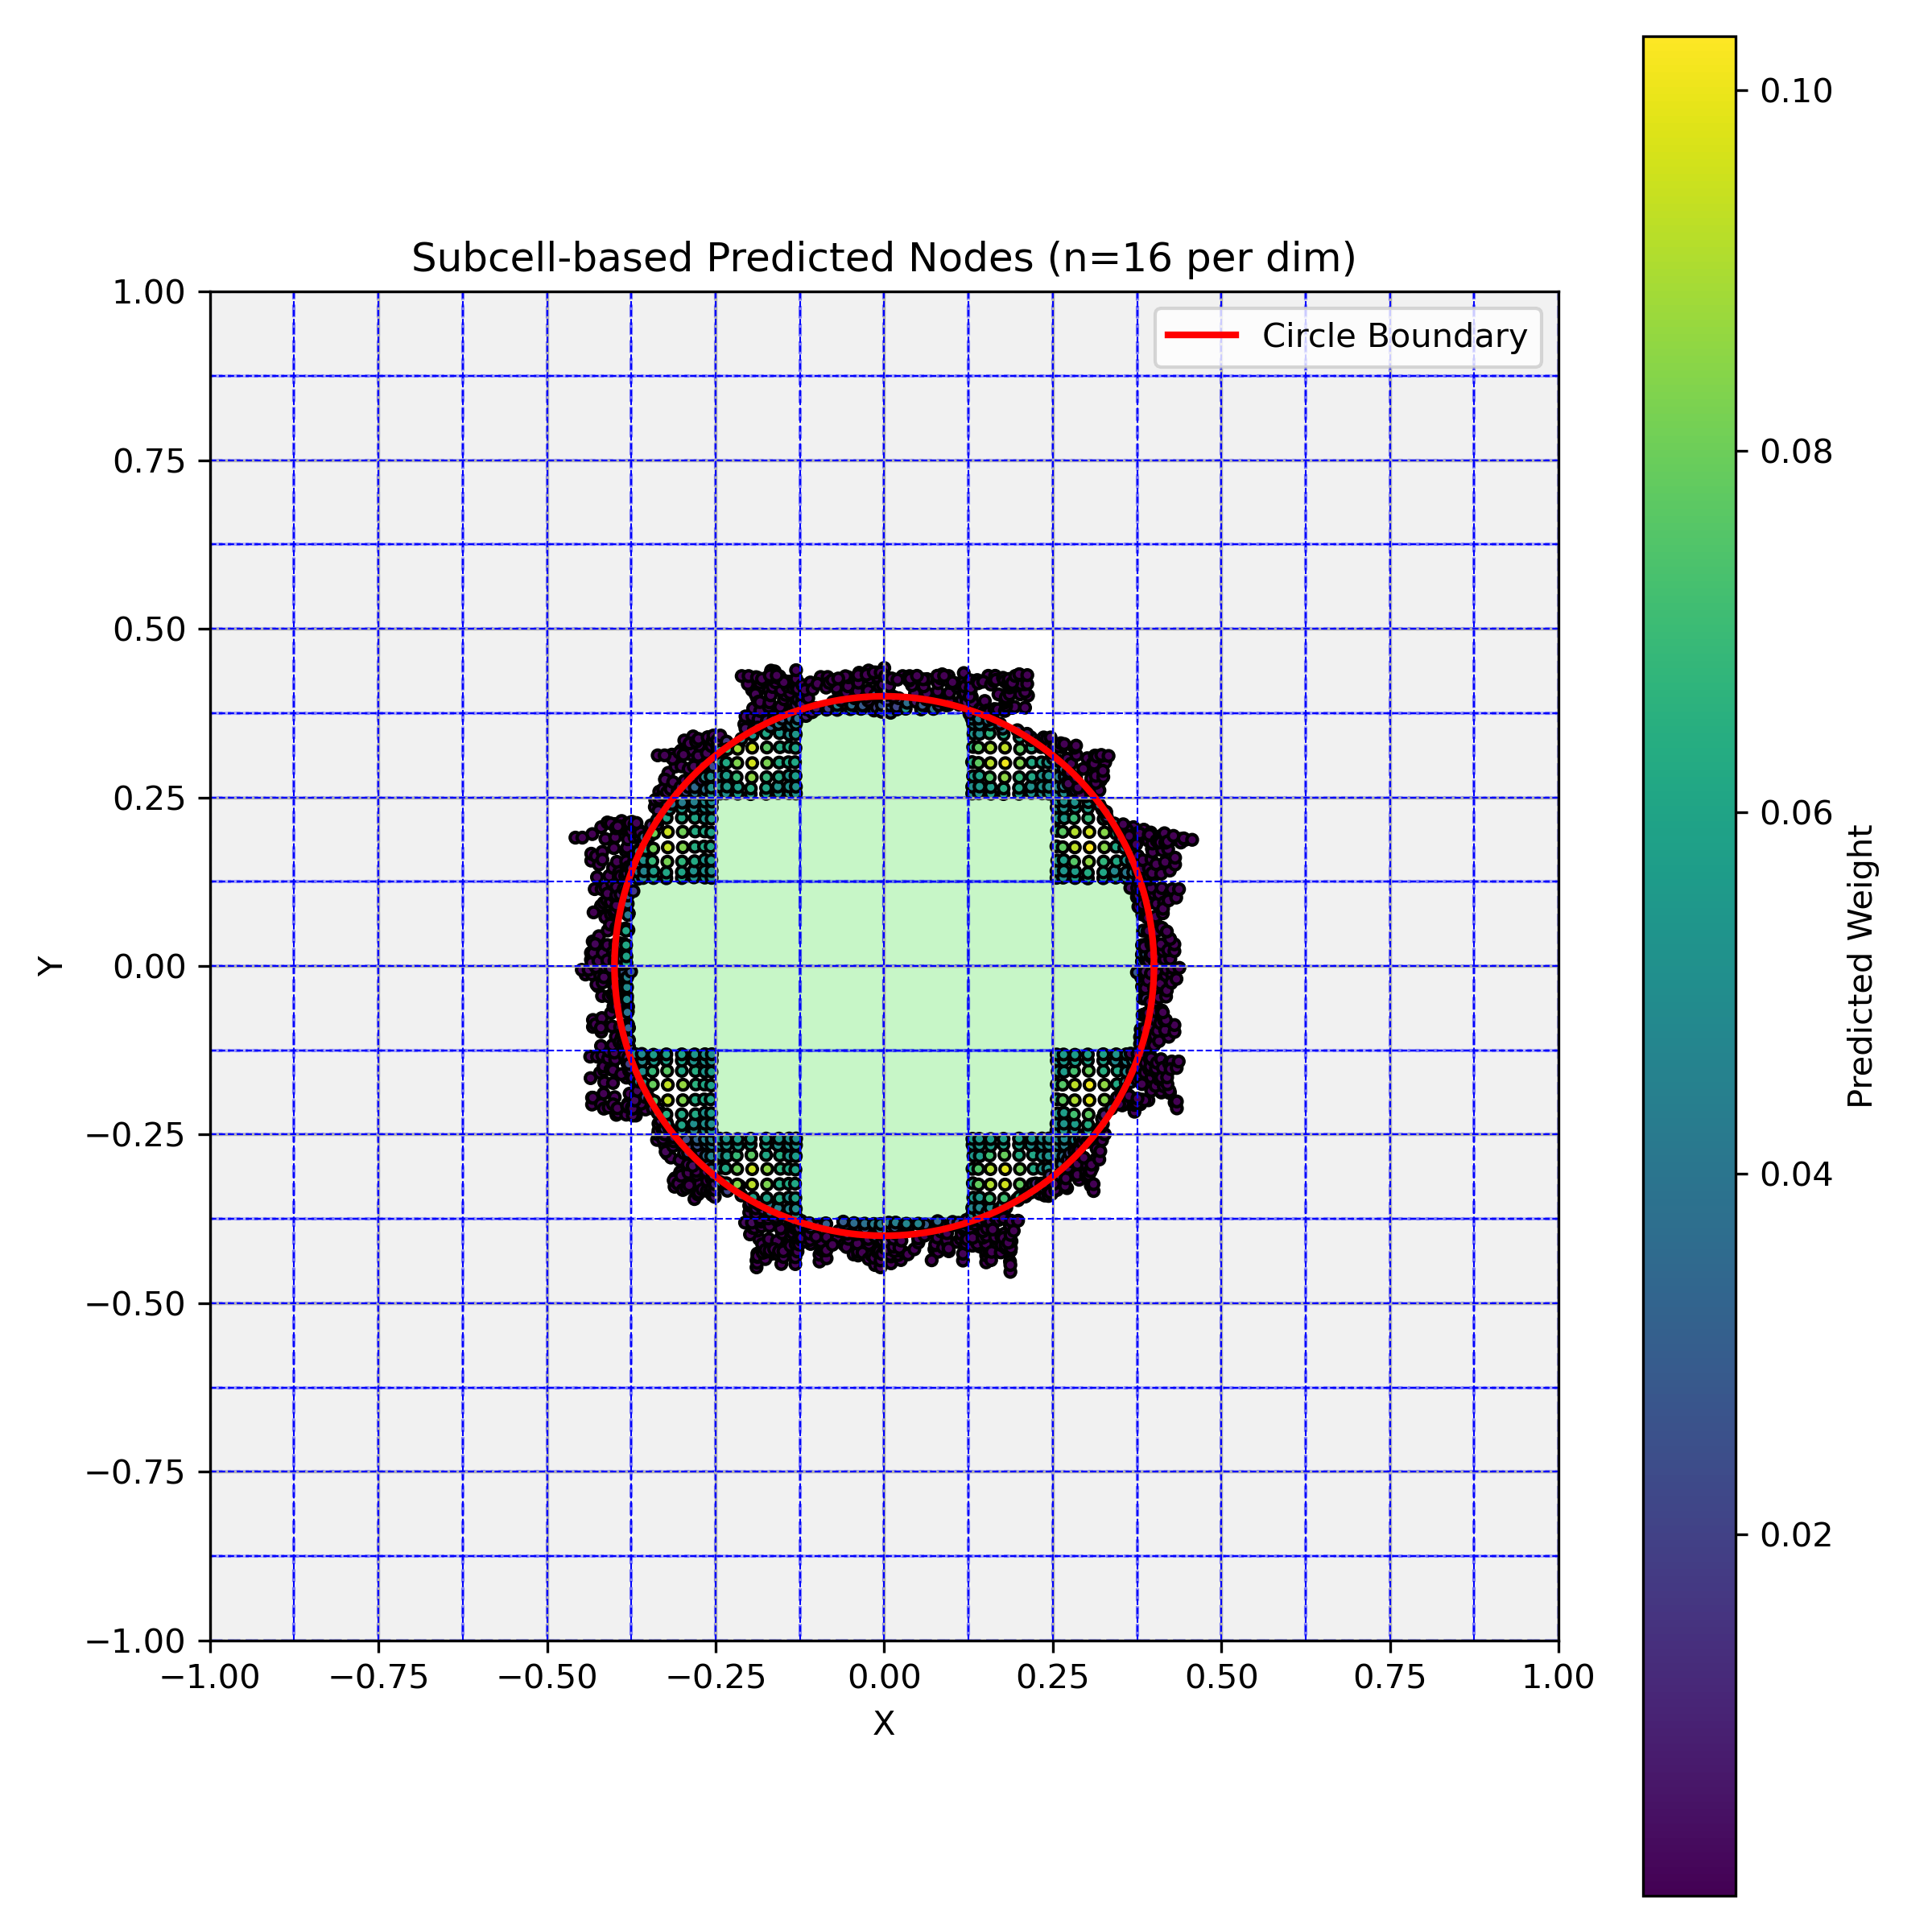 Subcell-based Predicted Nodes (n=16 per dim)
Circle Boundary
1.00
0.75
0.50
0.25
0.00
−0.25
−0.50
−0.75
−1.00
Y
−1.00 −0.75 −0.50 −0.25 0.00 0.25 0.50 0.75 1.00
X
0.10
0.08
0.06
0.04
0.02
Predicted Weight